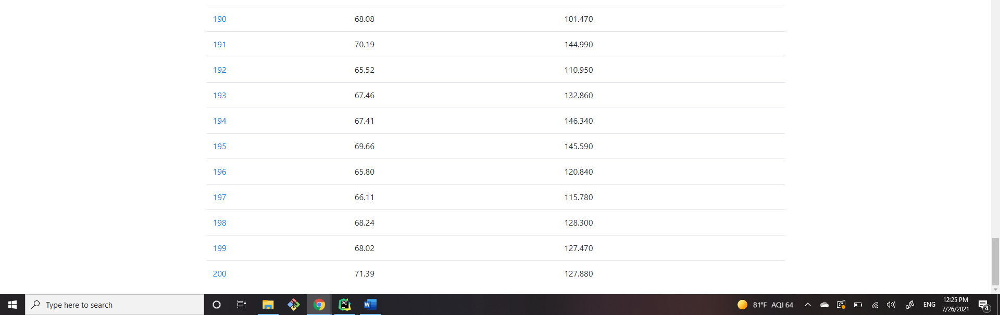 190 68.08 101.470
191 70.19 144.990
192 65.52 110.950
193 67.46 132.860
194 67.41 146.340
195 69.66 145.590
196 65.80 120.840
197 66.11 115.780
198 68.24 128.300
199 68.02 127.470
200 71.39 127.880
Type here to search PC W 81°F AQI 64 ENG 12:25 PM
7/26/2021 4